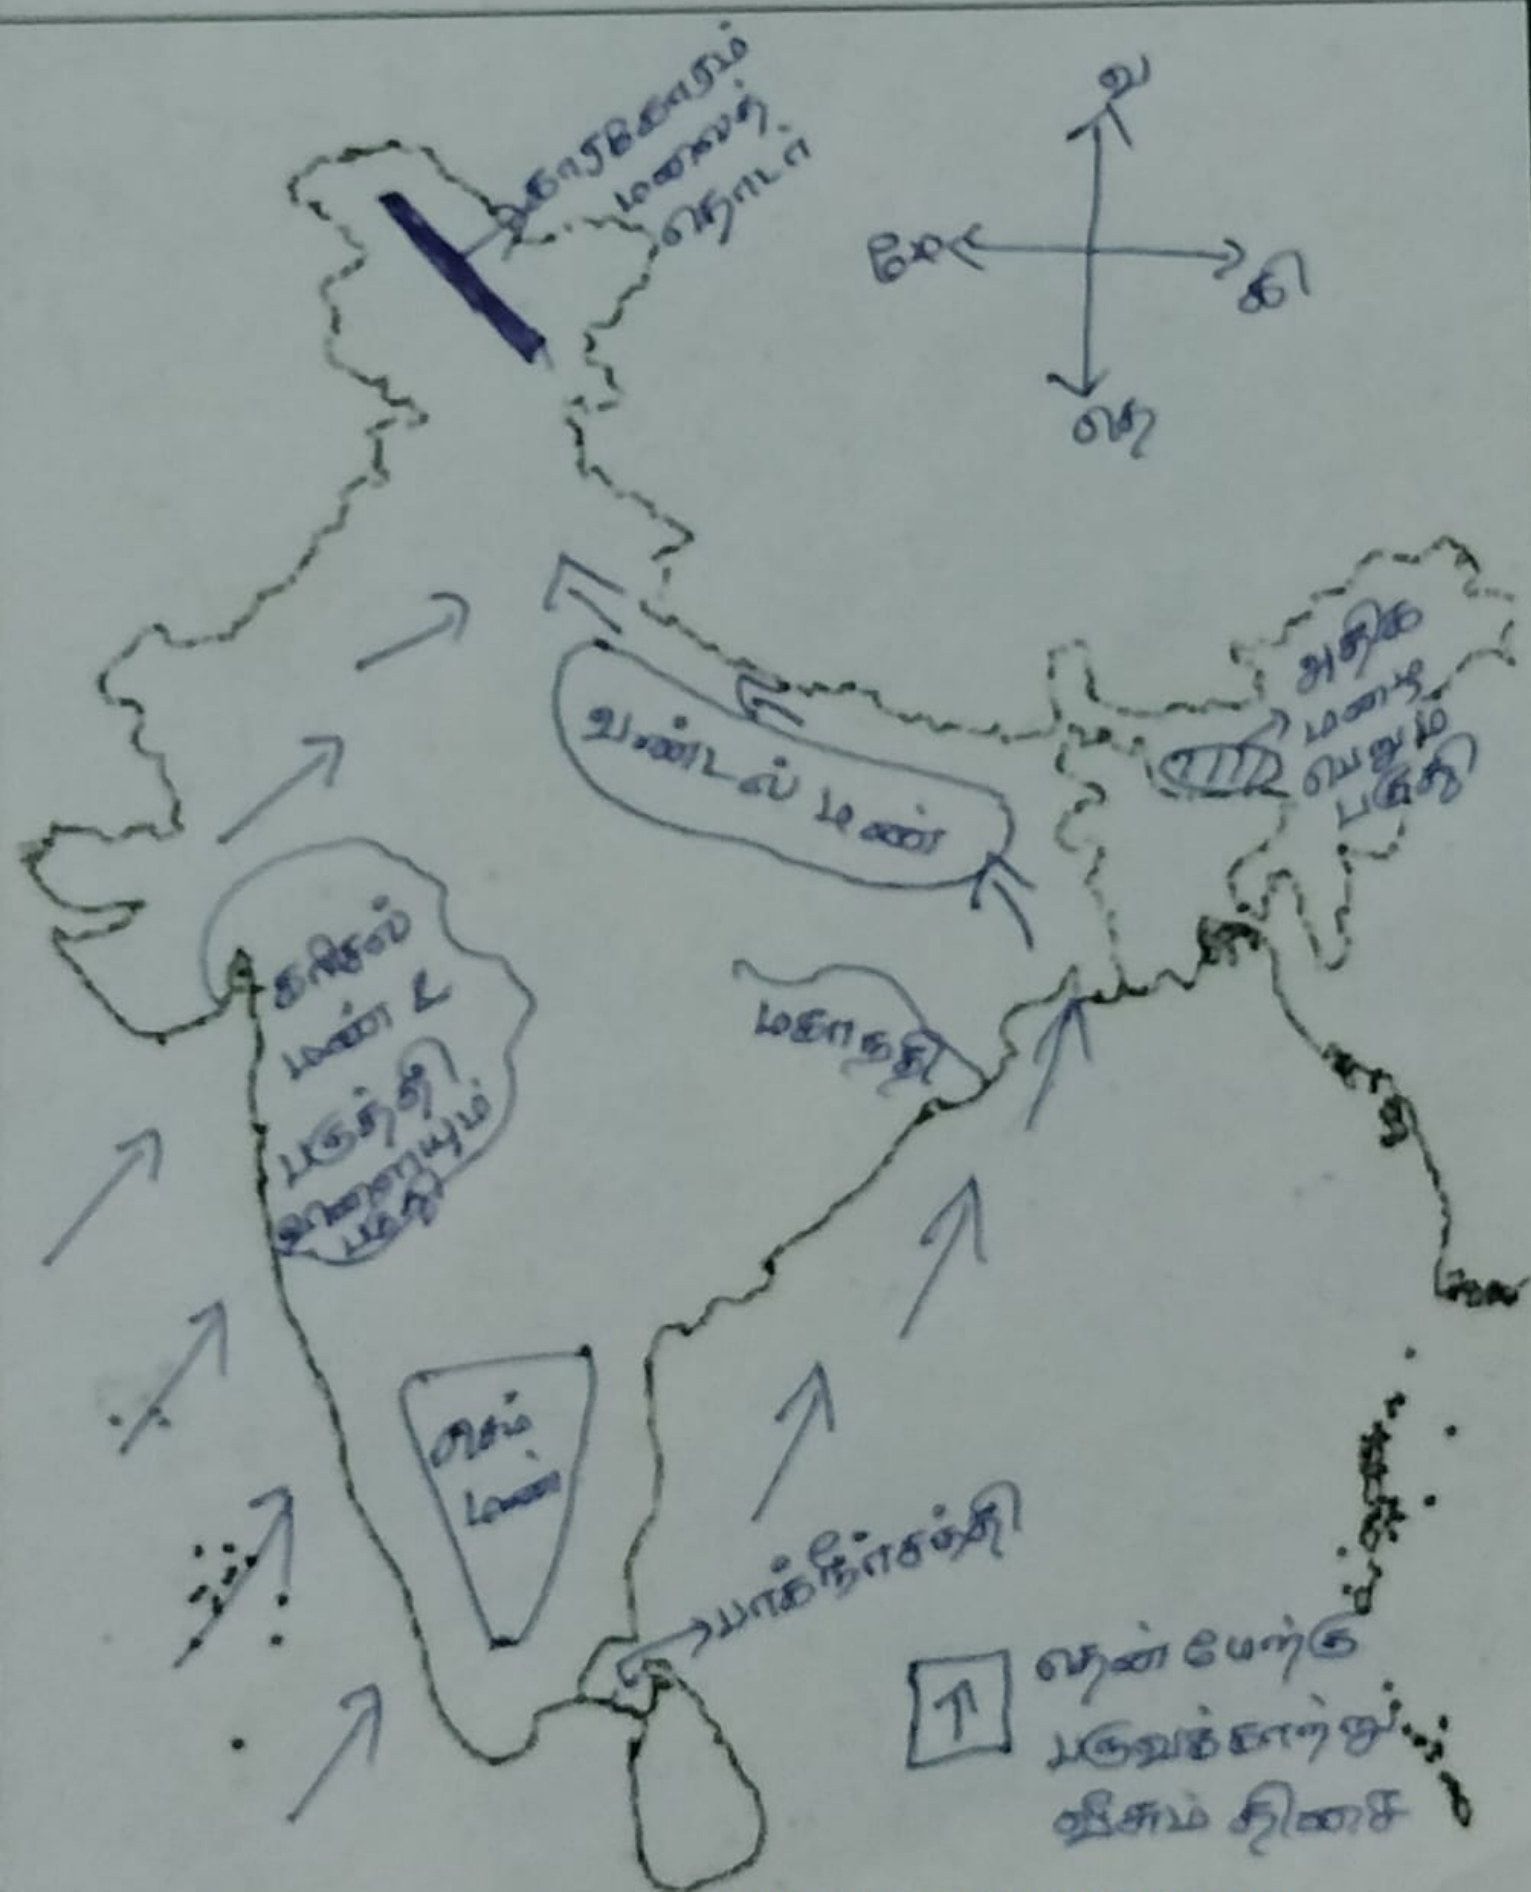 காரகோரம்
மலைத்
தொடர்
வ
மே
கி
தெ
அதிக
மழை
பெறும்
பகுதி
வண்டல் மண்
கரிசல்
மண் &
பருத்தி
விளையும்
பகுதி
மகாநதி
செம்
மண்
பாக்நீர்சந்தி
தென் மேற்கு
பருவக்காற்று
வீசும் திசை